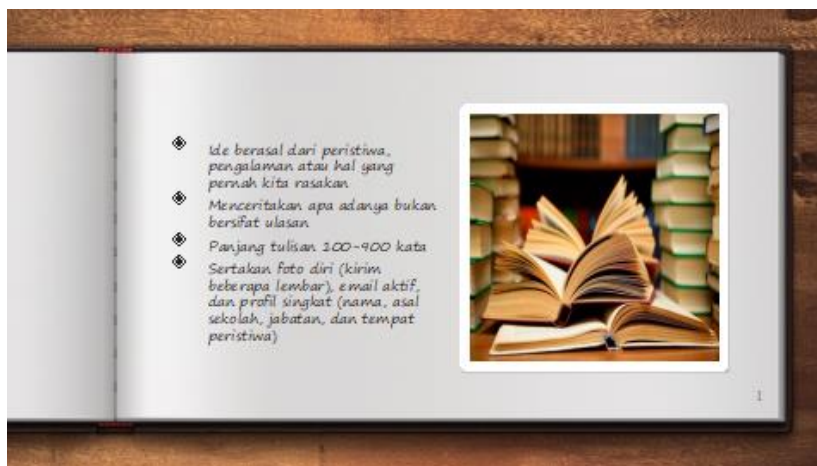 Ide berasal dari peristiwa,
pengalaman atau hal yang
pernah kita rasakan
Menceritakan apa adanya bukan
bersifat ulasan
Panjang tulisan 200-900 kata
Sertakan foto diri (kirim
beberapa lembar), email aktif,
dan profil singkat (nama, asal
sekolah, jabatan, dan tempat
peristiwa)
1